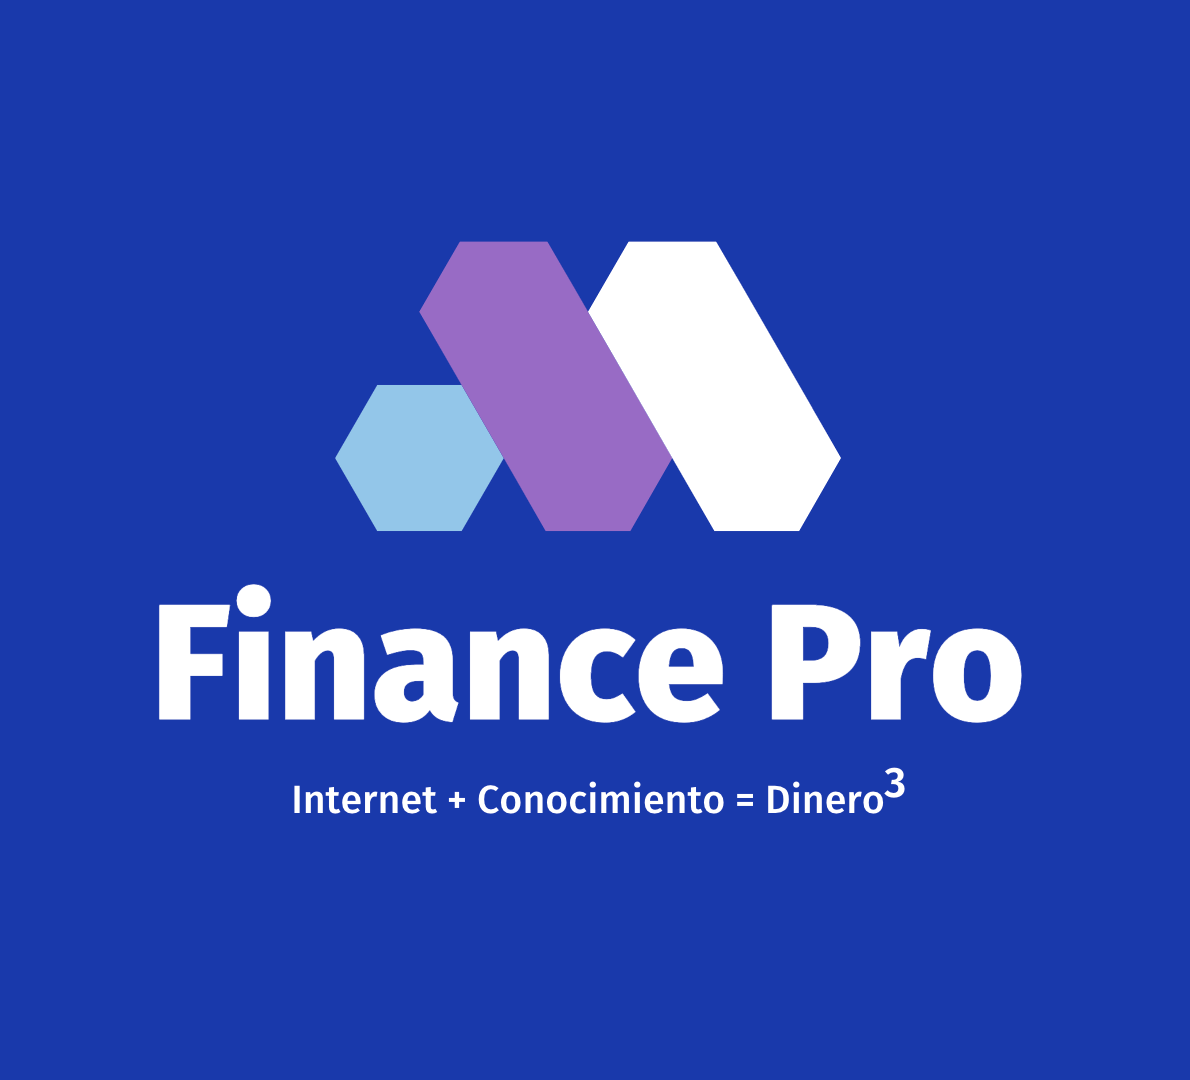 Finance Pro
Internet + Conocimiento = Dinero³